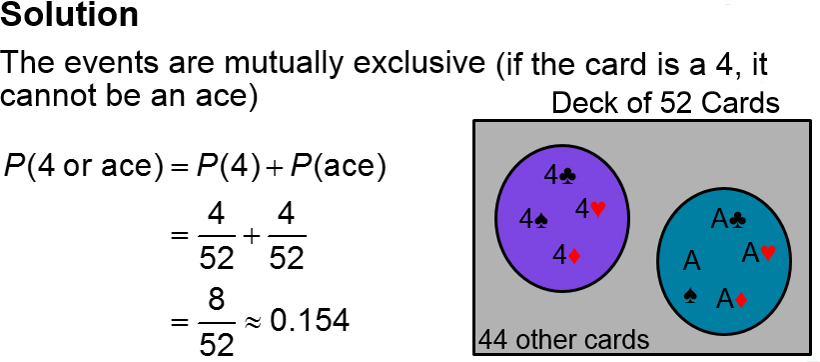 Solution
The events are mutually exclusive (if the card is a 4, it
cannot be an ace)
Deck of 52 Cards
P(4 or ace) = P(4) + P(ace)
= 4/52 + 4/52
= 8/52 ≈ 0.154
4♣
4♠ 4♥
4♦
A♣
A A♥
♠ A♦
44 other cards